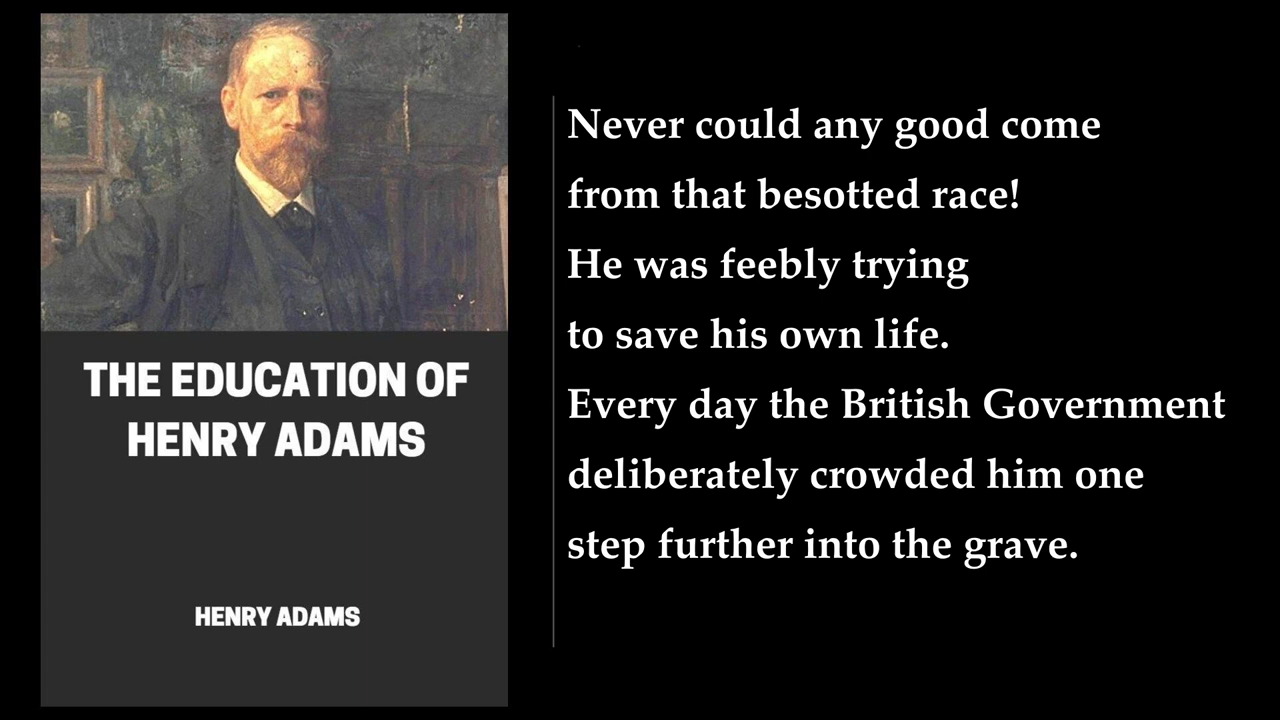 THE EDUCATION OF
HENRY ADAMS
HENRY ADAMS
Never could any good come
from that besotted race!
He was feebly trying
to save his own life.
Every day the British Government
deliberately crowded him one
step further into the grave.